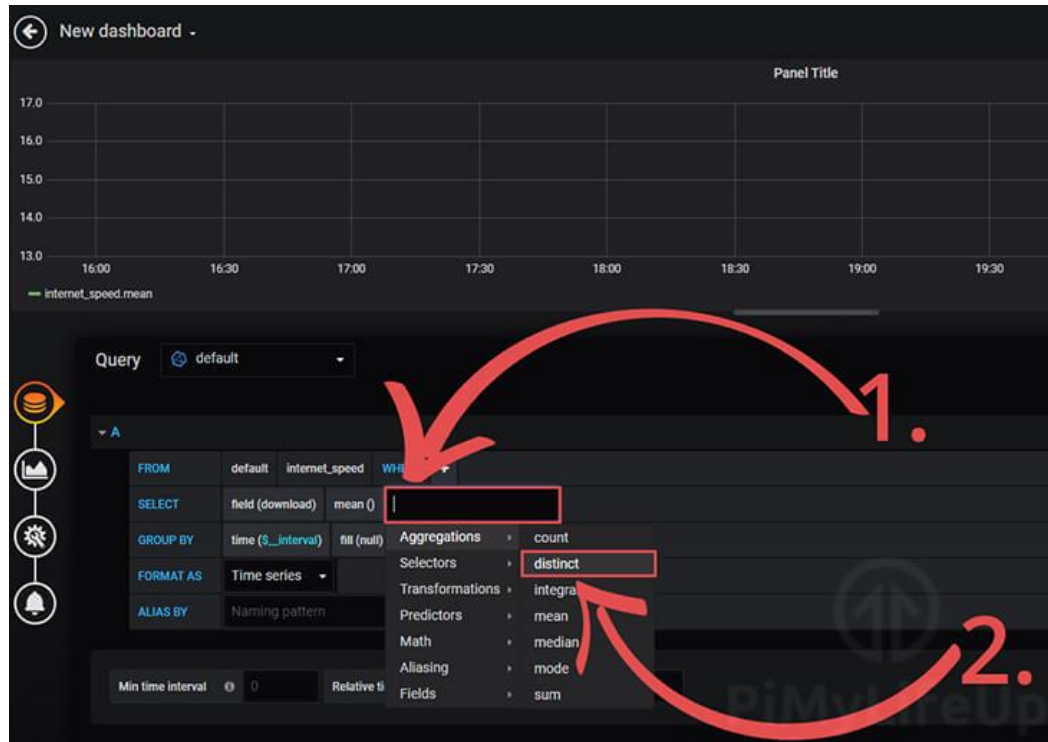 New dashboard
Panel Title
17.0
16.0
15.0
14.0
13.0
16:00 16:30 17:00 17:30 18:00 18:30 19:00 19:30
internet_speed.mean
Query default
1.
A
FROM default internet_speed +
SELECT field (download) mean ()
GROUP BY time ($__interval) fill (null) Aggregations count
Selectors distinct
FORMAT AS Time series Transformations
ALIAS BY Naming pattern Predictors mean
Math median
Aliasing mode
2.
Min time interval 0 Fields sum
PiMyLifeUp